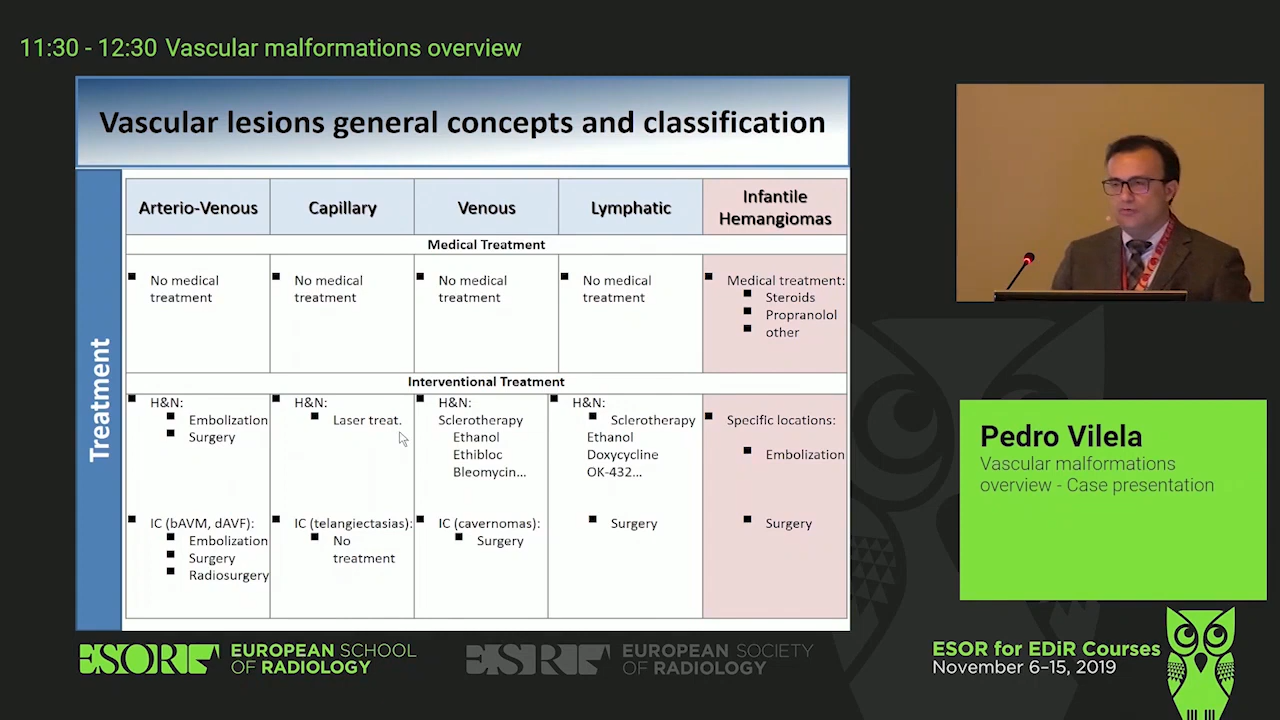 11:30 - 12:30 Vascular malformations overview
Vascular lesions general concepts and classification
Treatment
Arterio-Venous
Capillary
Venous
Lymphatic
Infantile
Hemangiomas
Medical Treatment
No medical
treatment
No medical
treatment
No medical
treatment
No medical
treatment
Medical treatment:
Steroids
Propranolol
other
Interventional Treatment
H&N:
Embolization
Surgery
IC (bAVM, dAVF):
Embolization
Surgery
Radiosurgery
H&N:
Laser treat.
IC (telangiectasias):
No
treatment
H&N:
Sclerotherapy
Ethanol
Ethibloc
Bleomycin...
IC (cavernomas):
Surgery
H&N:
Sclerotherapy
Ethanol
Doxycycline
OK-432...
Surgery
Specific locations:
Embolization
Surgery
Pedro Vilela
Vascular malformations
overview - Case presentation
ESOR
EUROPEAN SCHOOL
OF RADIOLOGY
ESR
EUROPEAN SOCIETY
OF RADIOLOGY
ESOR for EDiR Courses
November 6–15, 2019